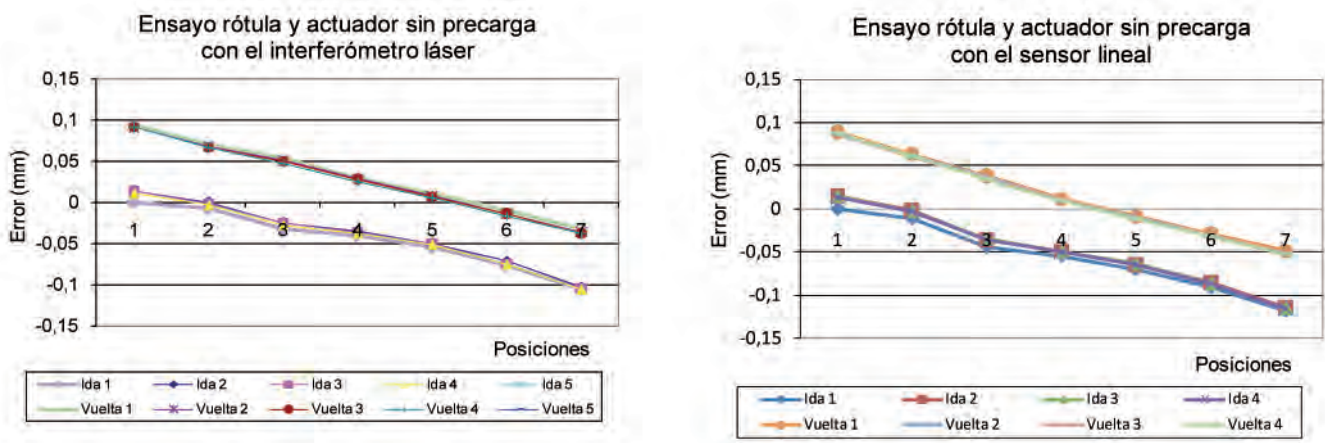 Ensayo rótula y actuador sin precarga
con el interferómetro láser
0,15
0,1
0,05
0
-0,05
-0,1
-0,15
Error (mm)
1 2 3 4 5 6 7
Posiciones
Ida 1 Ida 2 Ida 3 Ida 4 Ida 5
Vuelta 1 Vuelta 2 Vuelta 3 Vuelta 4 Vuelta 5
Ensayo rótula y actuador sin precarga
con el sensor lineal
0,15
0,1
0,05
0
-0,05
-0,1
-0,15
Error (mm)
1 2 3 4 5 6 7
Posiciones
Ida 1 Ida 2 Ida 3 Ida 4
Vuelta 1 Vuelta 2 Vuelta 3 Vuelta 4